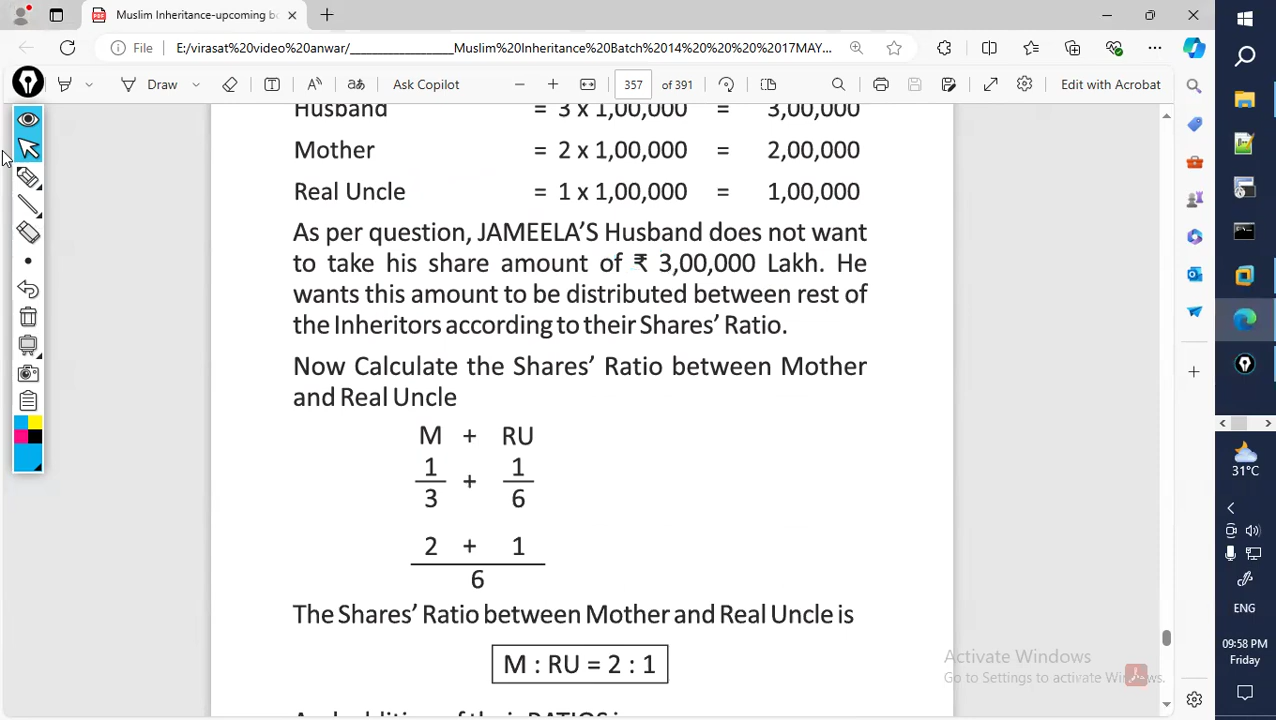 Muslim Inheritance-upcoming b
File
E:/virasat%20video%20anwar/________________Muslim%20Inheritance%20Batch%2014%20%20%20%2017MAY...
Draw
Ask Copilot
357
of 391
Edit with Acrobat
Husband = 3 x 1,00,000 = 3,00,000
Mother = 2 x 1,00,000 = 2,00,000
Real Uncle = 1 x 1,00,000 = 1,00,000
As per question, JAMEELA'S Husband does not want
to take his share amount of ₹ 3,00,000 Lakh. He
wants this amount to be distributed between rest of
the Inheritors according to their Shares' Ratio.
Now Calculate the Shares' Ratio between Mother
and Real Uncle
M + RU
1 1
+
3 6
2 + 1
6
The Shares' Ratio between Mother and Real Uncle is
M : RU = 2 : 1
Activate Windows
Go to Settings to activate Windows.
31°C
ENG
09:58 PM
Friday